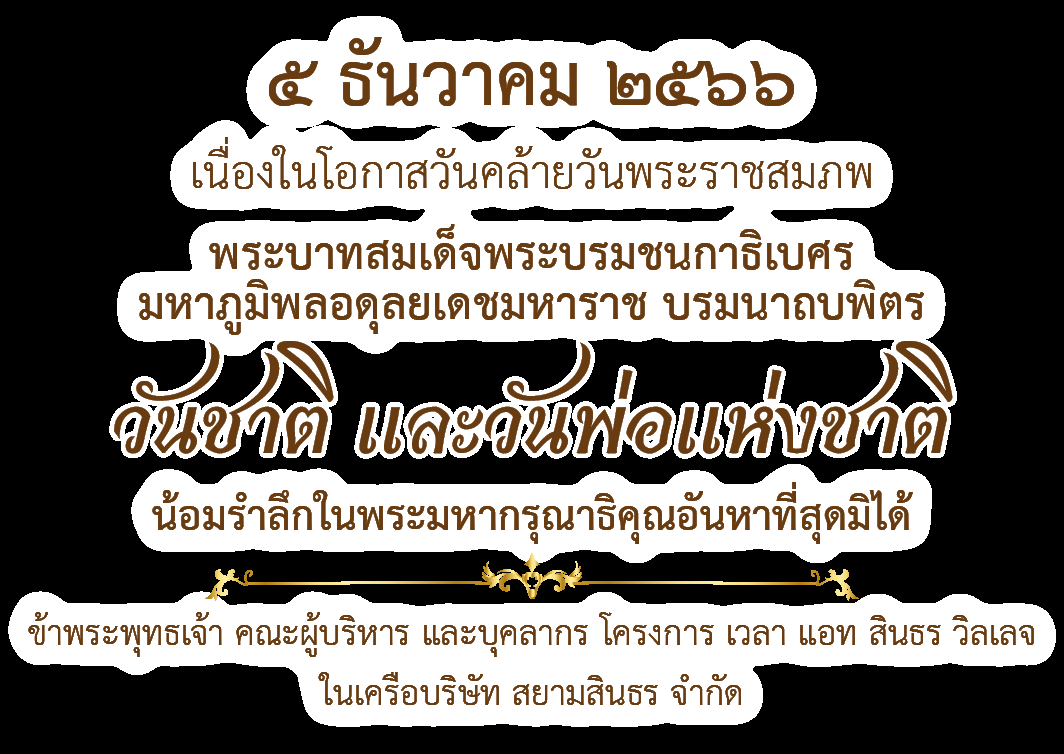 ๕ ธันวาคม ๒๕๖๖
เนื่องในโอกาสวันคล้ายวันพระราชสมภพ
พระบาทสมเด็จพระบรมชนกาธิเบศร
มหาภูมิพลอดุลยเดชมหาราช บรมนาถบพิตร
วันชาติ และวันพ่อแห่งชาติ
น้อมรำลึกในพระมหากรุณาธิคุณอันหาที่สุดมิได้
ข้าพระพุทธเจ้า คณะผู้บริหาร และบุคลากร โครงการ เวลา แอท สินธร วิลเลจ
ในเครือบริษัท สยามสินธร จำกัด